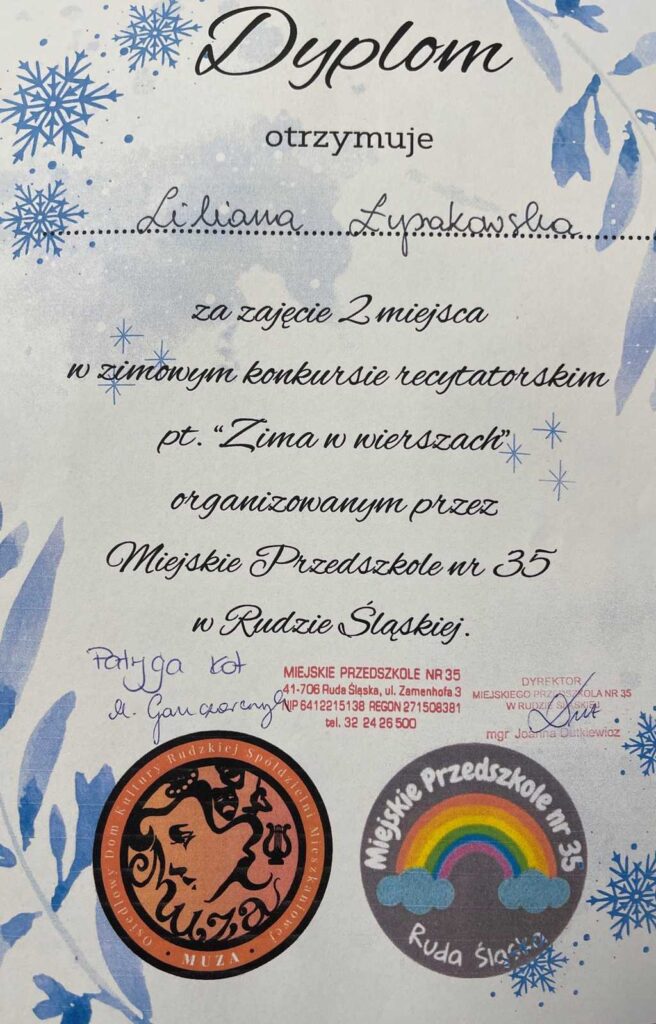 Dyplom
otrzymuje
Liliana Łypakowska
za zajęcie 2 miejsca
w zimowym konkursie recytatorskim
pt. “Zima w wierszach”
organizowanym przez
Miejskie Przedszkole nr 35
w Rudzie Śląskiej.
Kot
M.
MIEJSKIE PRZEDSZKOLE NR 35
41-706 Ruda Śląska, ul. Zamenhofa 3
NIP 6412215138 REGON 271508381
tel. 32 24 26 500
DYREKTOR
MIEJSKIEGO PRZEDSZKOLA NR 35
W RUDZIE ŚLĄSKIEJ
mgr Joanna Dutkiewicz
Osiedlowy Dom Kultury Rudzkiej Spółdzielni Mieszkaniowej
Muza
MUZA
Miejskie Przedszkole nr 35
Ruda Śląska